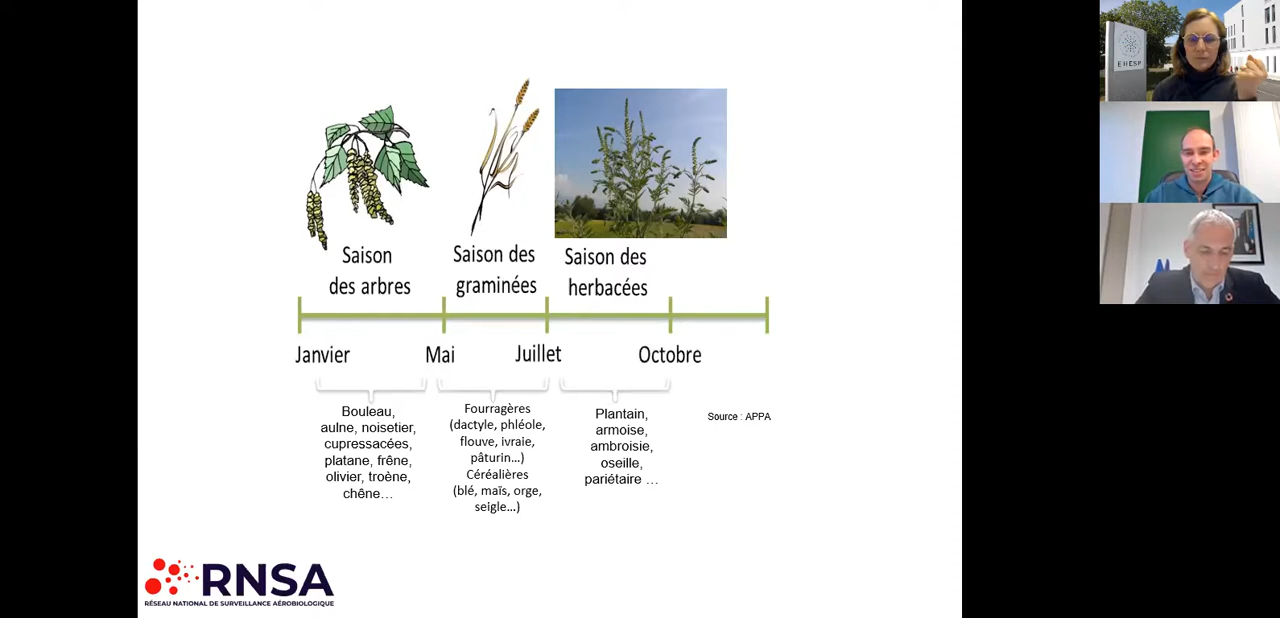 EHESP
Saison
des arbres
Saison des
graminées
Saison des
herbacées
Janvier
Mai
Juillet
Octobre
Bouleau,
aulne, noisetier,
cupressacées,
platane, frêne,
olivier, troène,
chêne…
Fourragères
(dactyle, phléole,
flouve, ivraie,
pâturin…)
Céréalières
(blé, maïs, orge,
seigle…)
Plantain,
armoise,
ambroisie,
oseille,
pariétaire …
Source : APPA
RNSA
RÉSEAU NATIONAL DE SURVEILLANCE AÉROBIOLOGIQUE